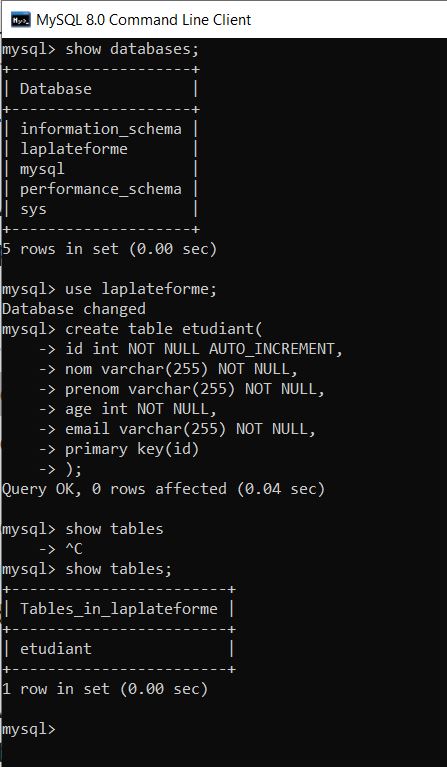 MySQL 8.0 Command Line Client
mysql> show databases;
+--------------------+
| Database           |
+--------------------+
| information_schema |
| laplateforme       |
| mysql              |
| performance_schema |
| sys                |
+--------------------+
5 rows in set (0.00 sec)
mysql> use laplateforme;
Database changed
mysql> create table etudiant(
    -> id int NOT NULL AUTO_INCREMENT,
    -> nom varchar(255) NOT NULL,
    -> prenom varchar(255) NOT NULL,
    -> age int NOT NULL,
    -> email varchar(255) NOT NULL,
    -> primary key(id)
    -> );
Query OK, 0 rows affected (0.04 sec)
mysql> show tables
    -> ^C
mysql> show tables;
+------------------------+
| Tables_in_laplateforme |
+------------------------+
| etudiant               |
+------------------------+
1 row in set (0.00 sec)
mysql>